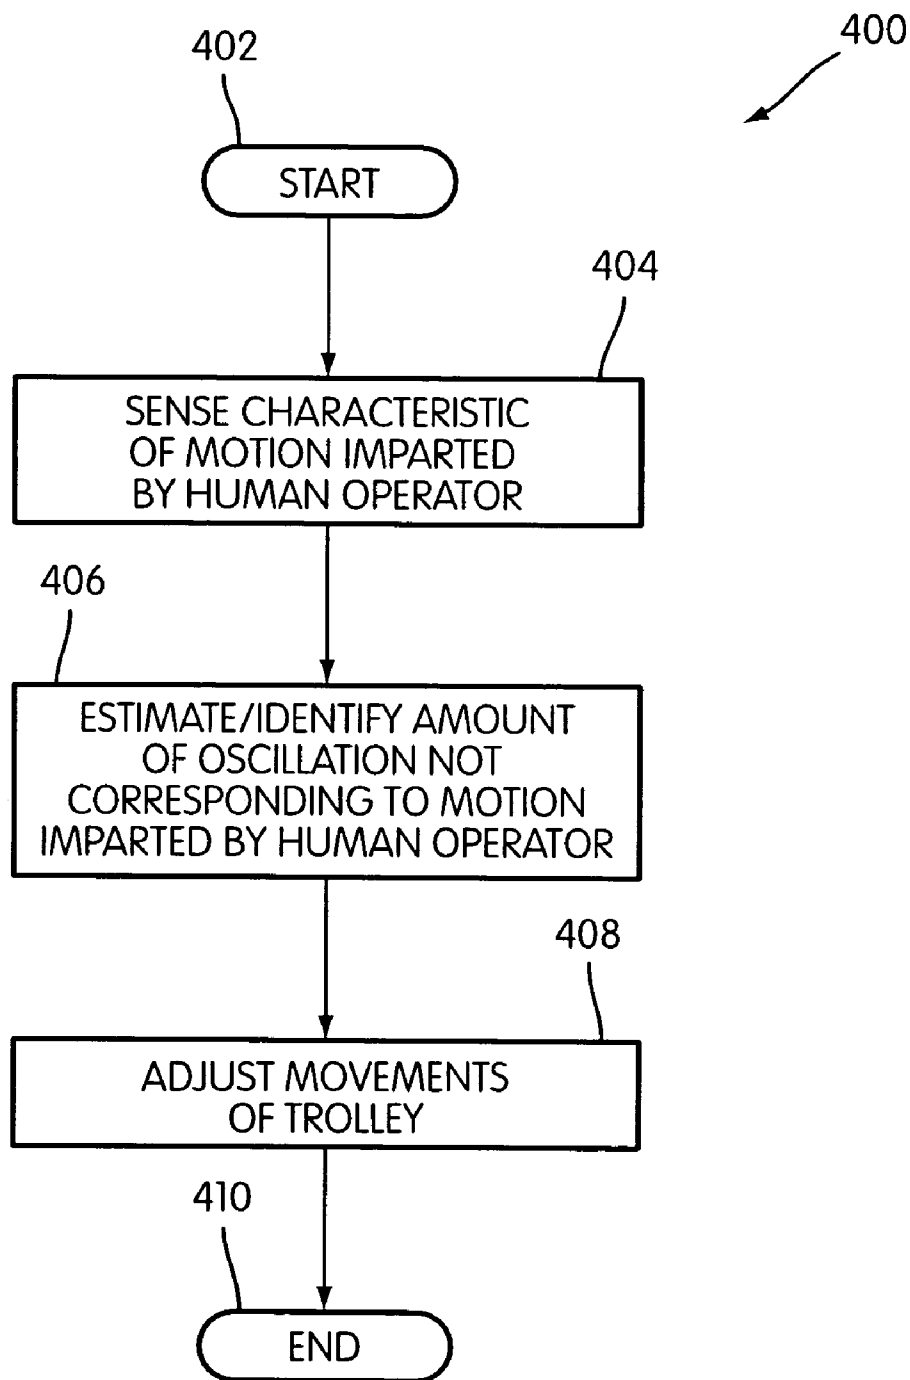 400
402
START
404
SENSE CHARACTERISTIC
OF MOTION IMPARTED
BY HUMAN OPERATOR
406
ESTIMATE/IDENTIFY AMOUNT
OF OSCILLATION NOT
CORRESPONDING TO MOTION
IMPARTED BY HUMAN OPERATOR
408
ADJUST MOVEMENTS
OF TROLLEY
410
END